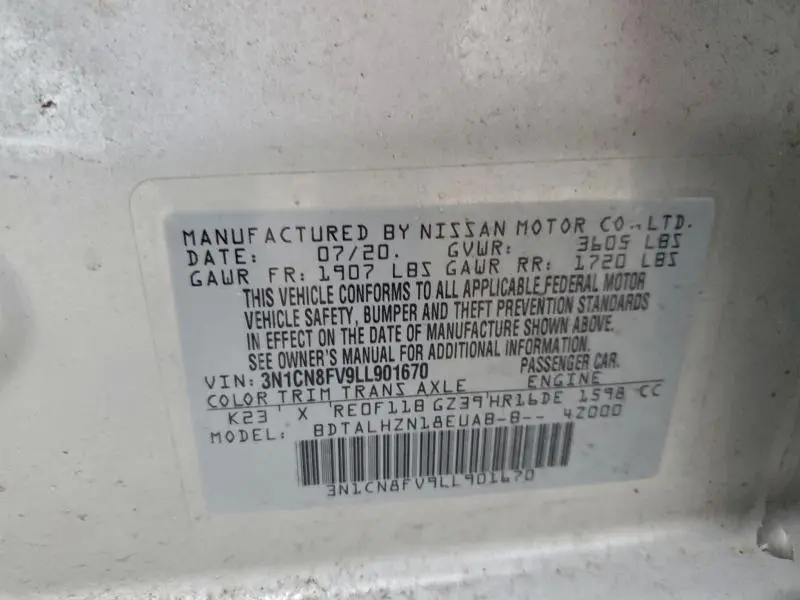 MANUFACTURED BY NISSAN MOTOR CO., LTD.
DATE: 07/20. GVWR: 3605 LBS
GAWR FR: 1907 LBS GAWR RR: 1720 LBS
THIS VEHICLE CONFORMS TO ALL APPLICABLE FEDERAL MOTOR
VEHICLE SAFETY, BUMPER AND THEFT PREVENTION STANDARDS
IN EFFECT ON THE DATE OF MANUFACTURE SHOWN ABOVE.
SEE OWNER'S MANUAL FOR ADDITIONAL INFORMATION.
VIN: 3N1CN8FV9LL901670 PASSENGER CAR.
COLOR TRIM TRANS AXLE ENGINE
K23 X RE0F11B GZ39 HR16DE 1598 CC
MODEL: BDTALHZN18EUAB-B-- 42000
3N1CN8FV9LL901670